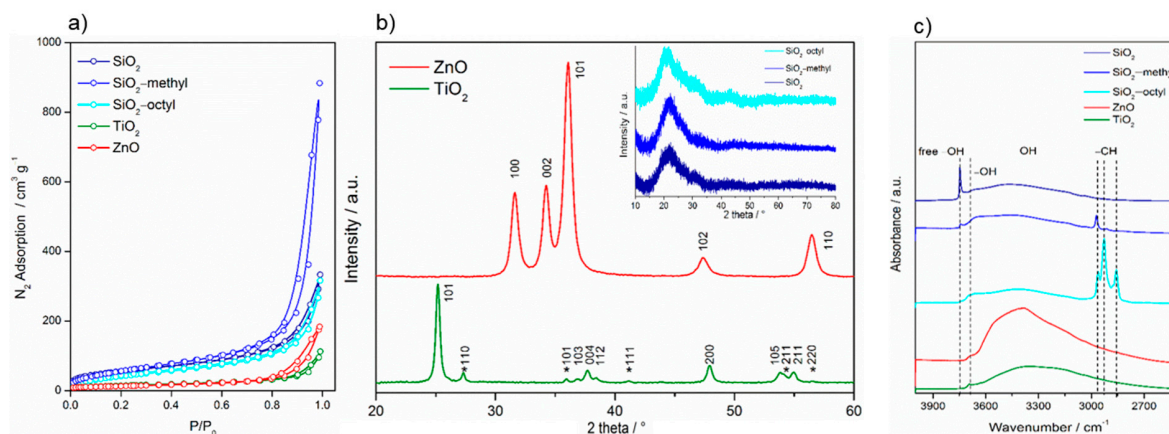 a)
1000
800
600
400
200
0
N2 Adsorption / cm3 g-1
SiO2
SiO2-methyl
SiO2-octyl
TiO2
ZnO
0.0
0.2
0.4
0.6
0.8
1.0
P/P0
b)
Intensity / a.u.
ZnO
TiO2
100
002
101
102
110
101
*110
*101
103
004
112
*111
200
105
*211
211
*220
20
30
40
50
60
2 theta / °
SiO2-octyl
SiO2-methyl
SiO2
Intensity / a.u.
10
20
30
40
50
60
70
80
2 theta / °
c)
SiO2
SiO2-methyl
SiO2-octyl
ZnO
TiO2
free -OH
-OH
OH
-CH
Absorbance / a.u.
3900
3600
3300
3000
2700
Wavenumber / cm-1